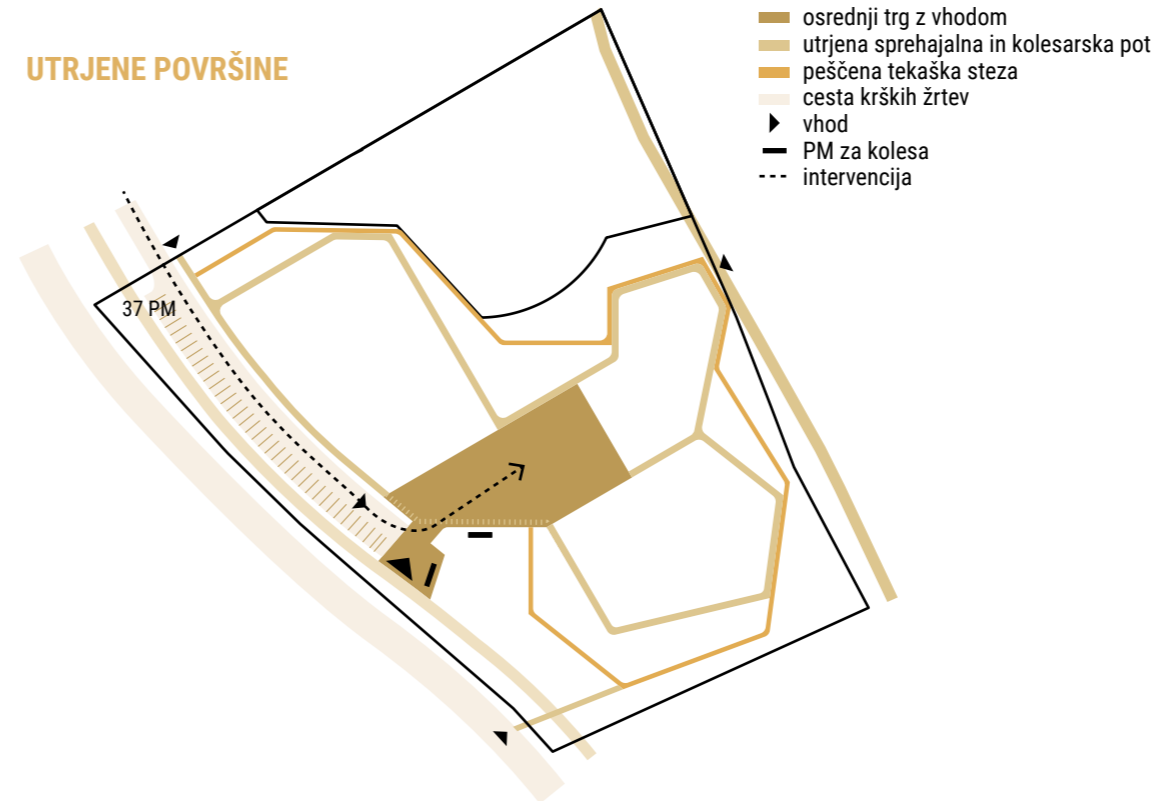 UTRJENE POVRŠINE
osrednji trg z vhodom
utrjena sprehajalna in kolesarska pot
peščena tekaška steza
cesta krških žrtev
vhod
PM za kolesa
intervencija
37 PM